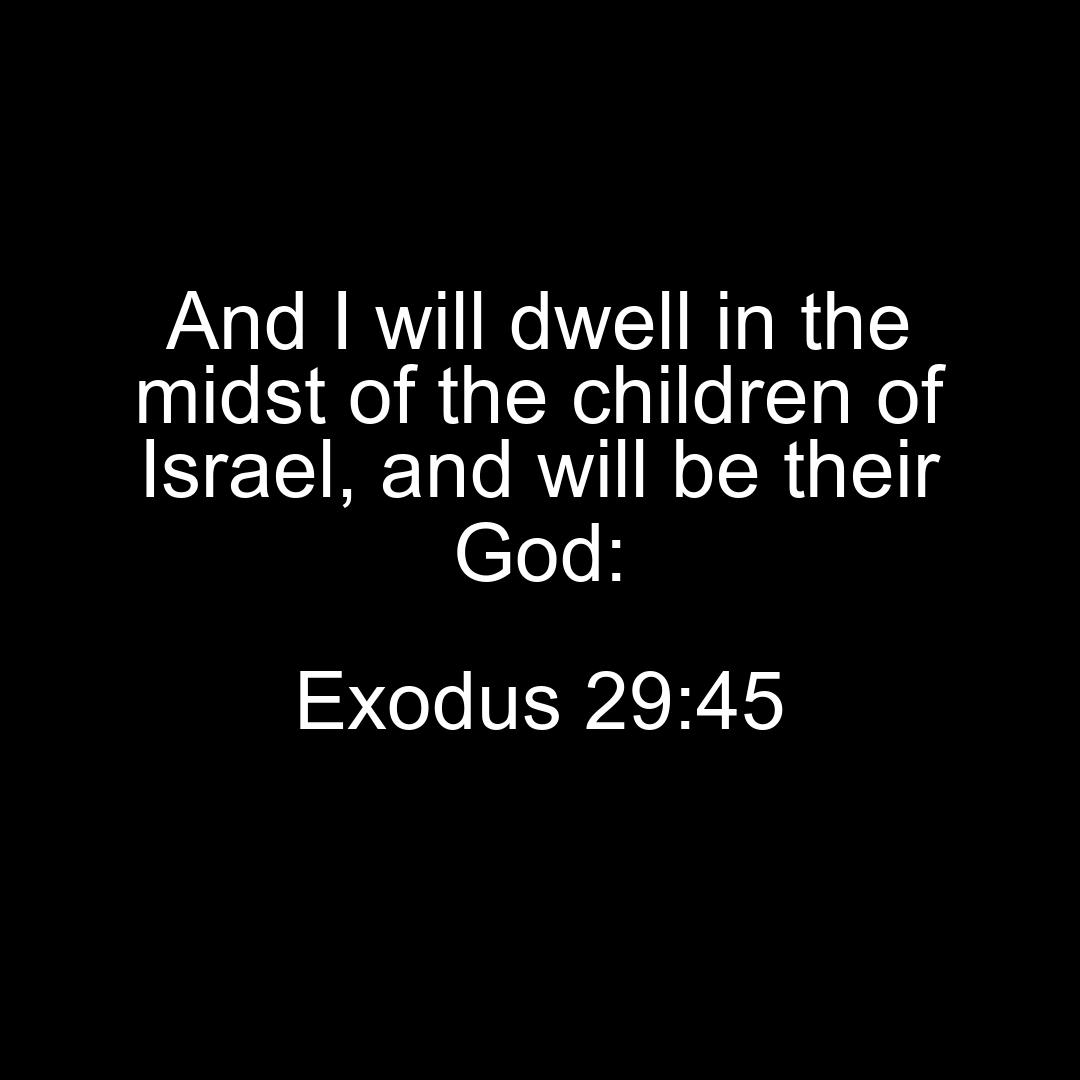 And I will dwell in the
midst of the children of
Israel, and will be their
God:
Exodus 29:45